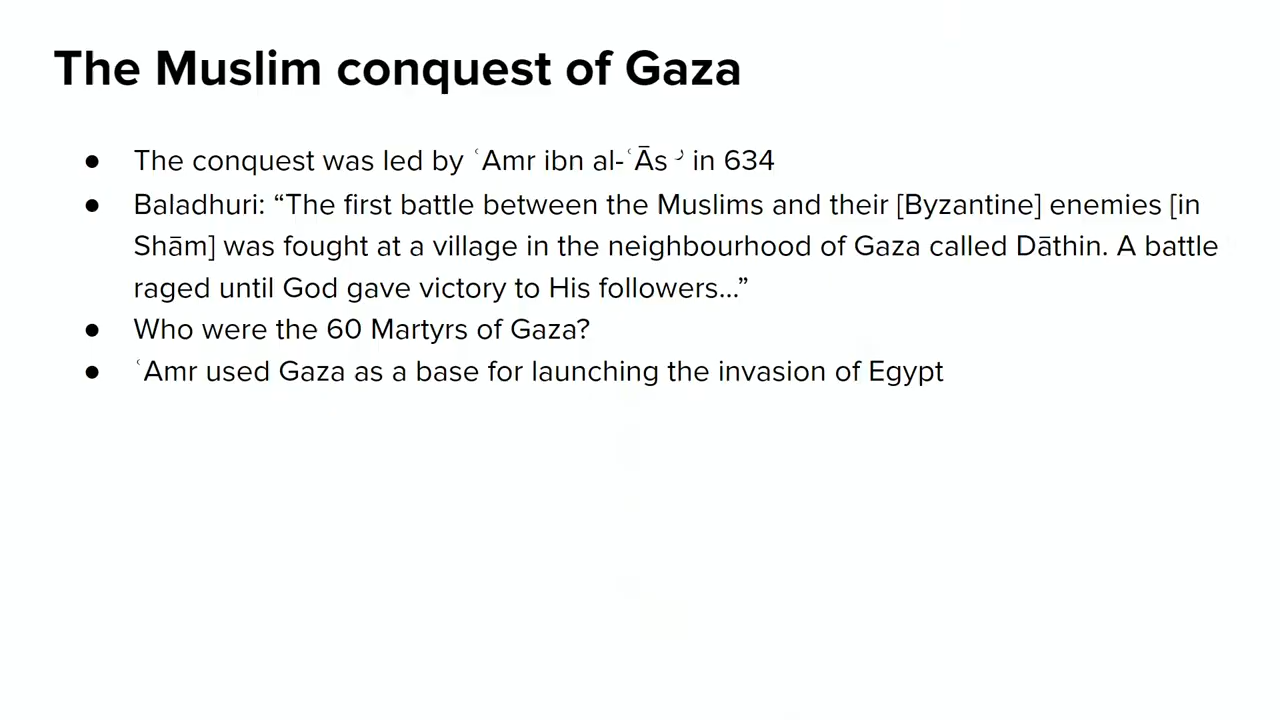 The Muslim conquest of Gaza
● The conquest was led by ʿAmr ibn al-ʿĀs in 634
● Baladhuri: “The first battle between the Muslims and their [Byzantine] enemies [in
Shām] was fought at a village in the neighbourhood of Gaza called Dāthin. A battle
raged until God gave victory to His followers...”
● Who were the 60 Martyrs of Gaza?
● ʿAmr used Gaza as a base for launching the invasion of Egypt